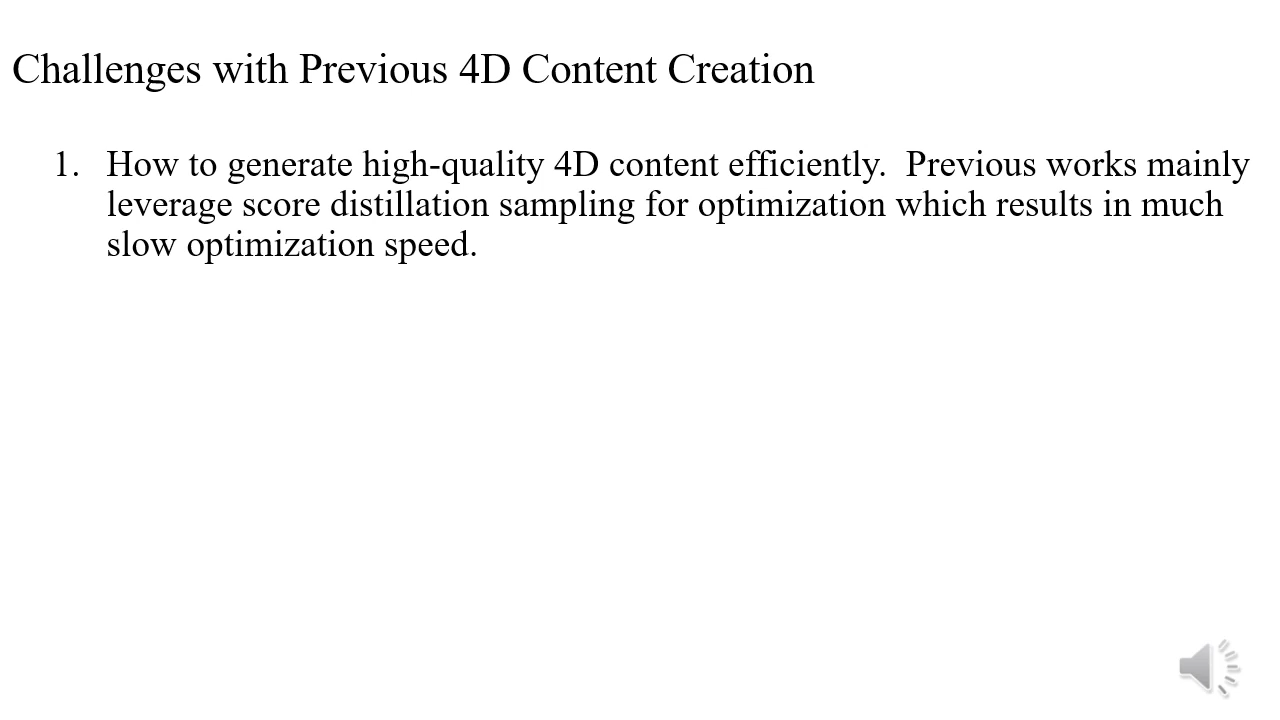 Challenges with Previous 4D Content Creation
1. How to generate high-quality 4D content efficiently.  Previous works mainly
leverage score distillation sampling for optimization which results in much
slow optimization speed.